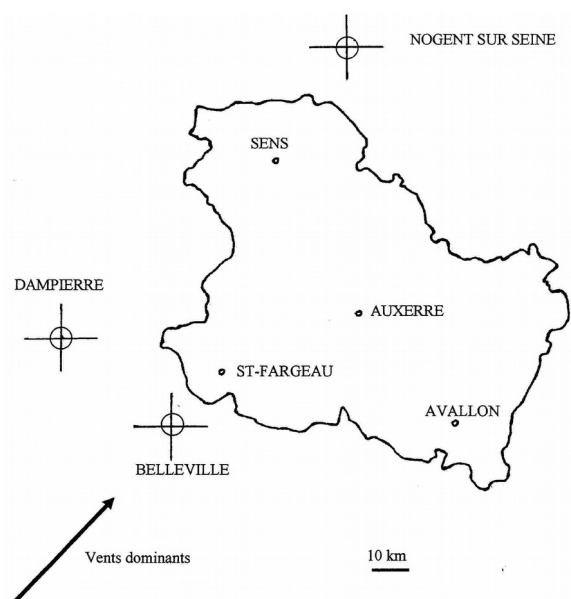 NOGENT SUR SEINE
SENS
DAMPIERRE
AUXERRE
ST-FARGEAU
AVALLON
BELLEVILLE
Vents dominants
10 km